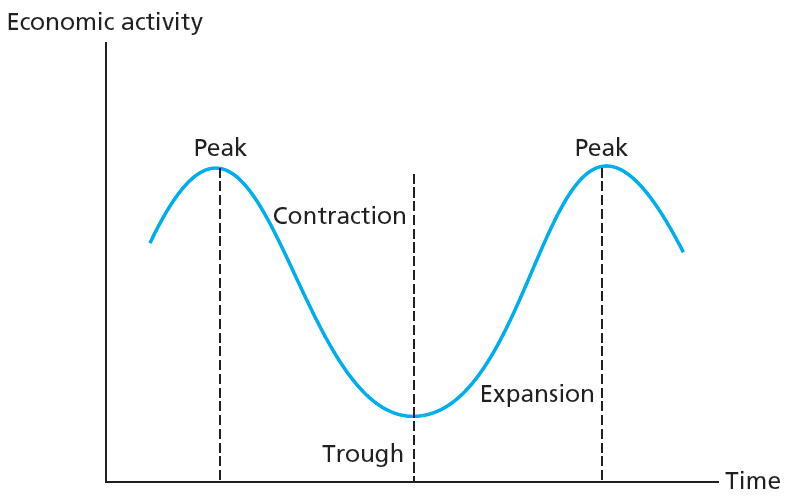 Economic activity
Peak
Peak
Contraction
Expansion
Trough
Time